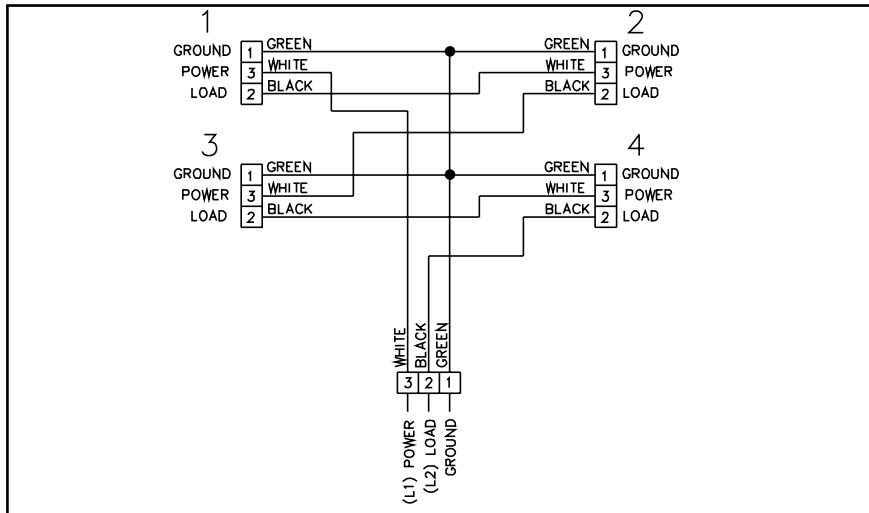 1
GROUND 1 GREEN
POWER 3 WHITE
LOAD 2 BLACK
2
GREEN 1 GROUND
WHITE 3 POWER
BLACK 2 LOAD
3
GROUND 1 GREEN
POWER 3 WHITE
LOAD 2 BLACK
4
GREEN 1 GROUND
WHITE 3 POWER
BLACK 2 LOAD
WHITE
BLACK
GREEN
3 2 1
(L1) POWER
(L2) LOAD
GROUND